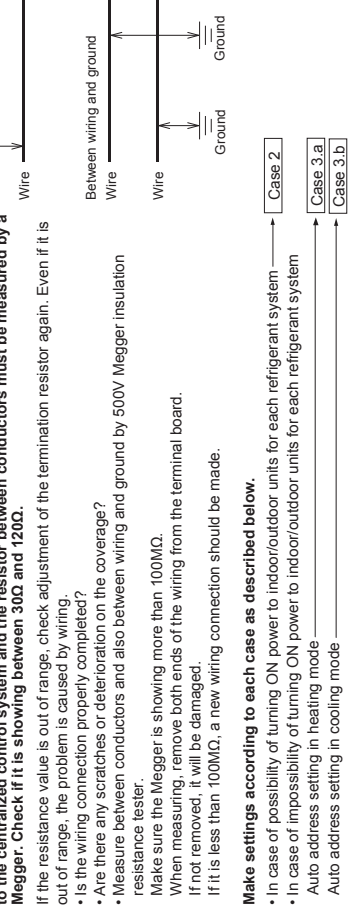 to the centralized control system and the resistor between conductors must be measured by a
Megger. Check if it is showing between 30Ω and 120Ω.
If the resistance value is out of range, check adjustment of the termination resistor again. Even if it is
out of range, the problem is caused by wiring.
• Is the wiring connection properly completed?
• Are there any scratches or deterioration on the coverage?
• Measure between conductors and also between wiring and ground by 500V Megger insulation
resistance tester.
Make sure the Megger is showing more than 100MΩ.
When measuring, remove both ends of the wiring from the terminal board.
If not removed, it will be damaged.
If it is less than 100MΩ, a new wiring connection should be made.
Wire
Between wiring and ground
Wire
Ground
Wire
Ground
Make settings according to each case as described below.
• In case of possibility of turning ON power to indoor/outdoor units for each refrigerant system Case 2
• In case of impossibility of turning ON power to indoor/outdoor units for each refrigerant system
Auto address setting in heating mode Case 3.a
Auto address setting in cooling mode Case 3.b